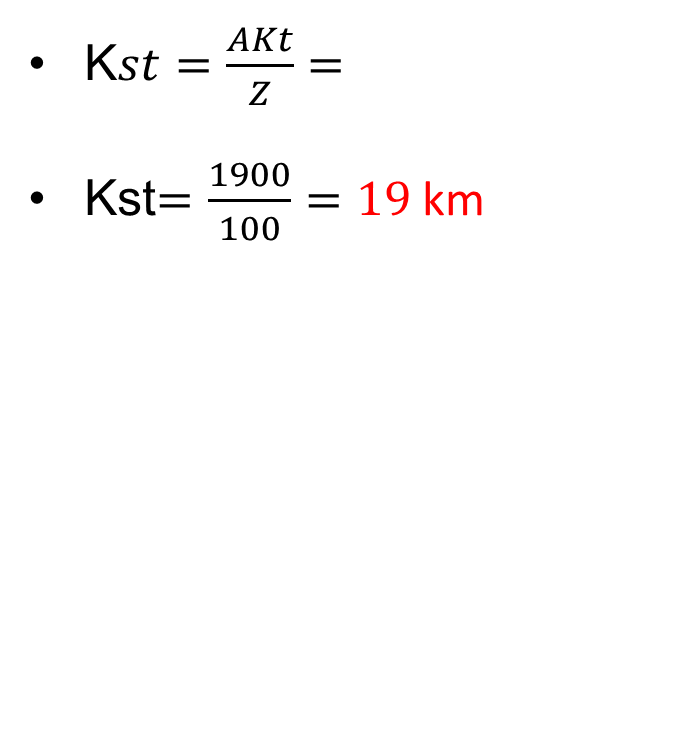 • Kst = AKt/Z =
• Kst= 1900/100 = 19 km